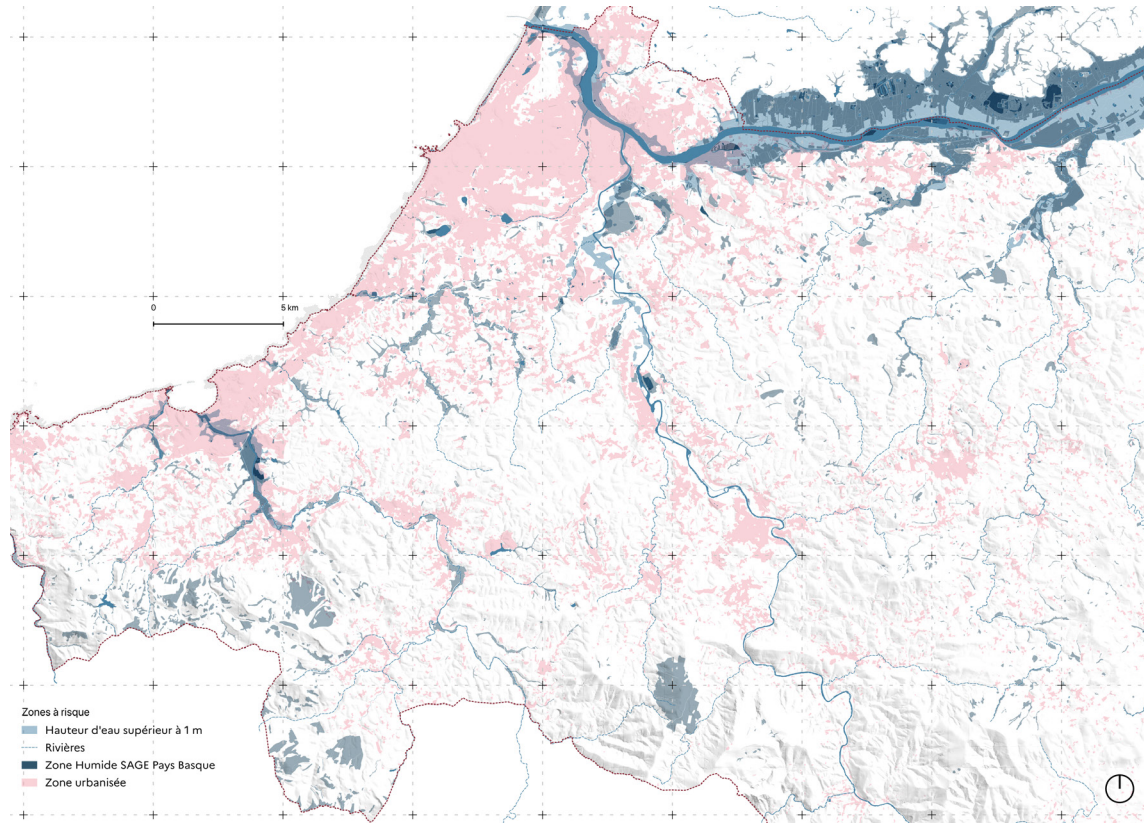 0
5 km
Zones à risque
Hauteur d'eau supérieur à 1 m
Rivières
Zone Humide SAGE Pays Basque
Zone urbanisée